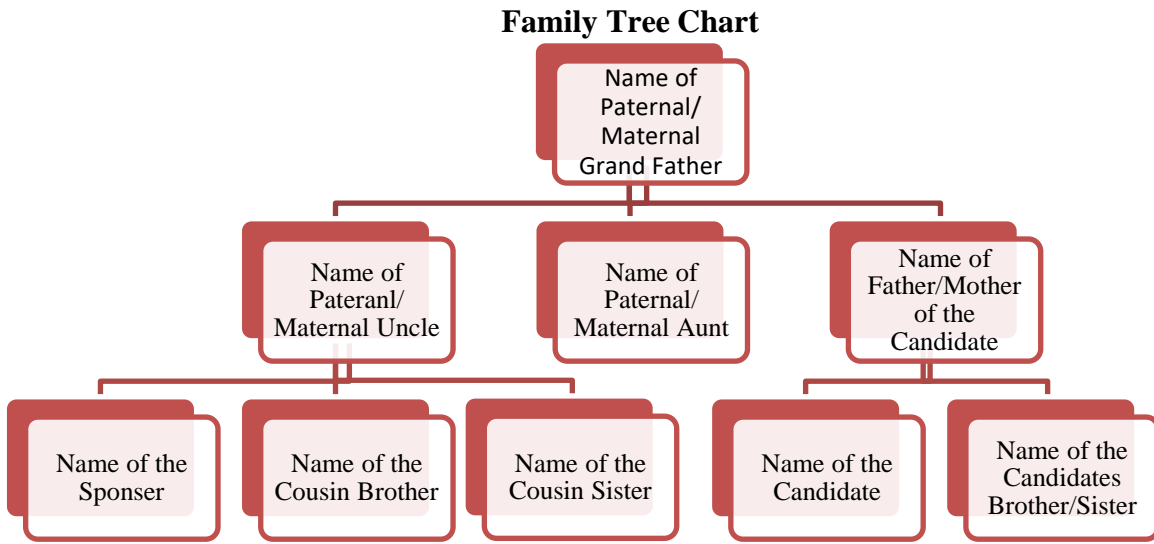 Family Tree Chart
Name of
Paternal/
Maternal
Grand Father
Name of
Pateranl/
Maternal Uncle
Name of
Paternal/
Maternal Aunt
Name of
Father/Mother
of the
Candidate
Name of the
Sponser
Name of the
Cousin Brother
Name of the
Cousin Sister
Name of the
Candidate
Name of the
Candidates
Brother/Sister